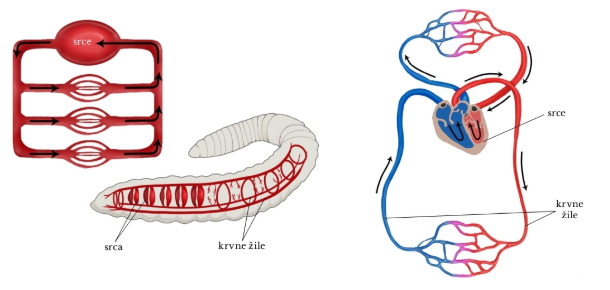 srce
srca
krvne žile
srce
krvne
žile